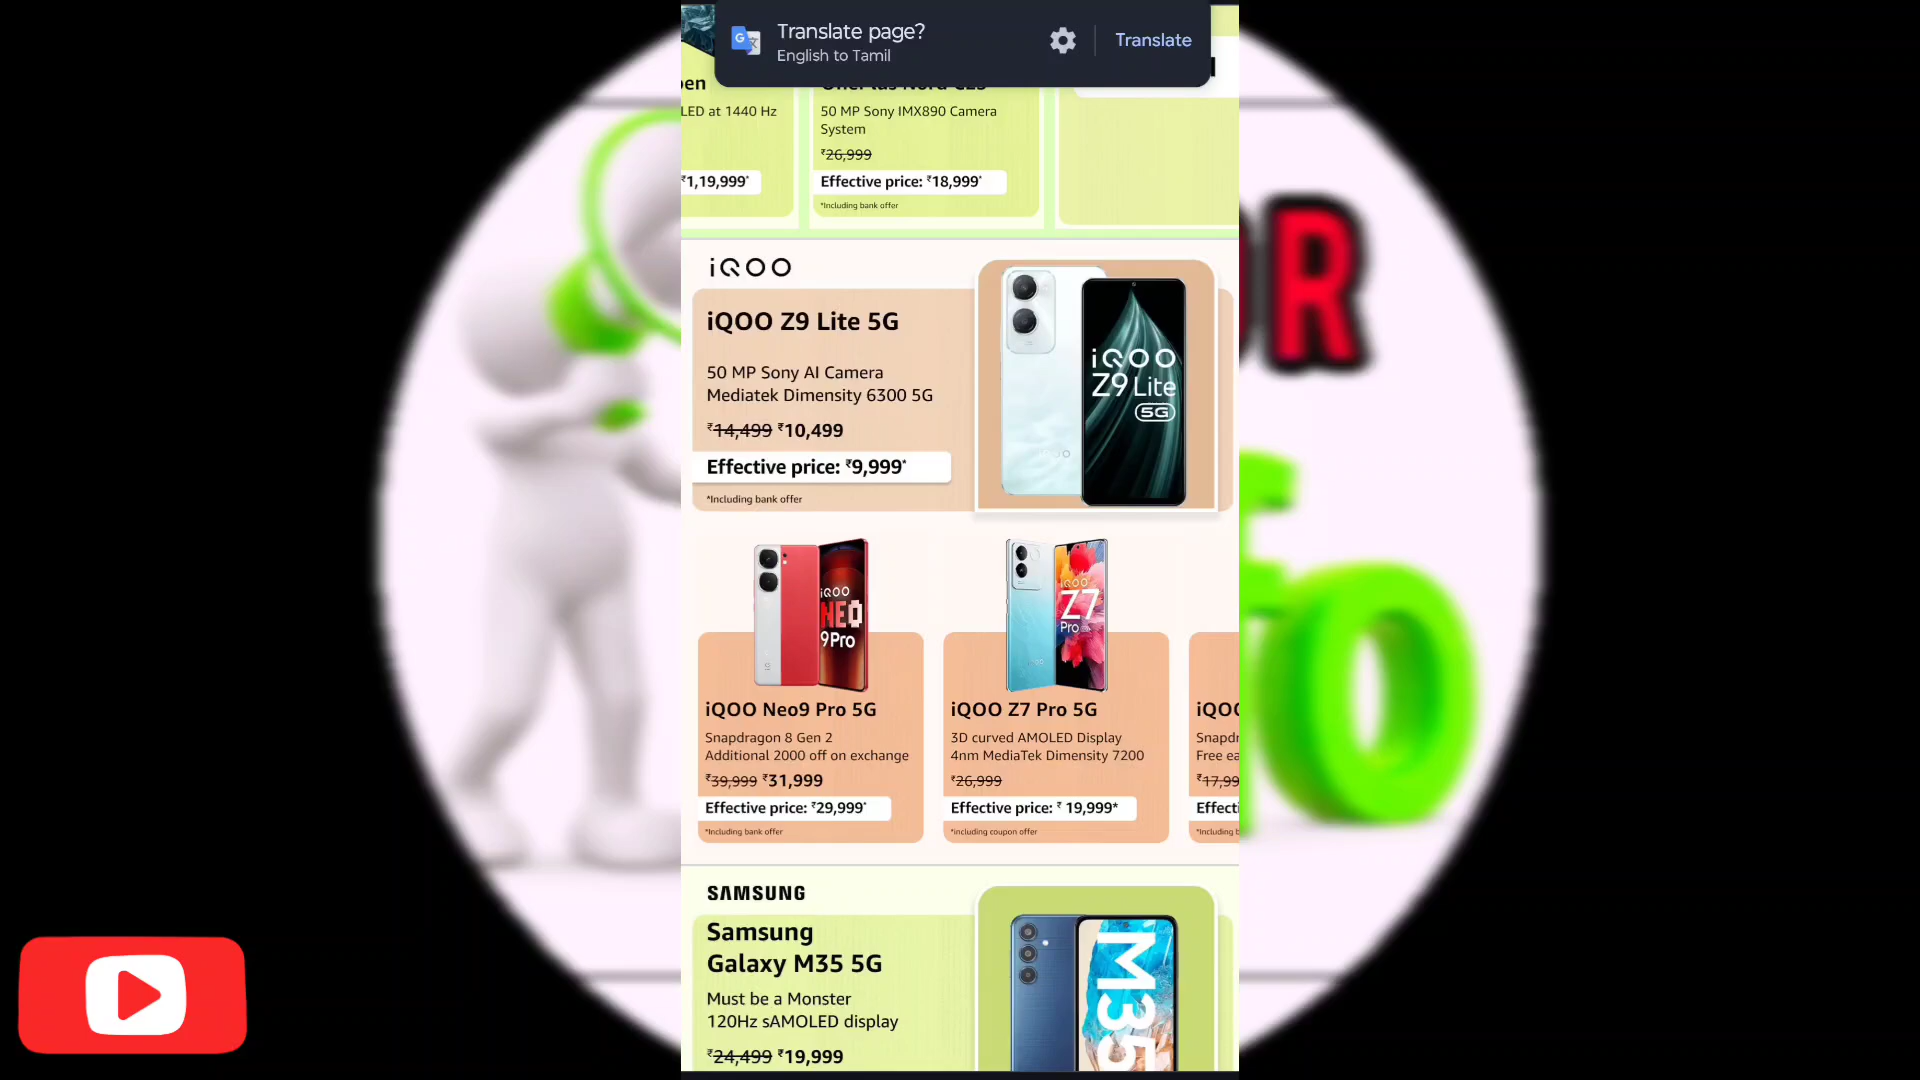 Translate page?
English to Tamil
Translate
en
LED at 1440 Hz
₹1,19,999*
50 MP Sony IMX890 Camera
System
₹26,999
Effective price: ₹18,999*
*Including bank offer
iQOO
iQOO Z9 Lite 5G
50 MP Sony AI Camera
Mediatek Dimensity 6300 5G
₹14,499 ₹10,499
Effective price: ₹9,999*
*Including bank offer
iQOO
Z9 Lite
5G
iQOO
NEO
9Pro
iQOO
Z7
Pro
iQOO Neo9 Pro 5G
Snapdragon 8 Gen 2
Additional 2000 off on exchange
₹39,999 ₹31,999
Effective price: ₹29,999*
*Including bank offer
iQOO Z7 Pro 5G
3D curved AMOLED Display
4nm MediaTek Dimensity 7200
₹26,999
Effective price: ₹ 19,999*
*including coupon offer
iQOO
Snapdr
Free ea
₹17,99
Effecti
*Including b
SAMSUNG
Samsung
Galaxy M35 5G
Must be a Monster
120Hz sAMOLED display
₹24,499 ₹19,999
M35
R
fo